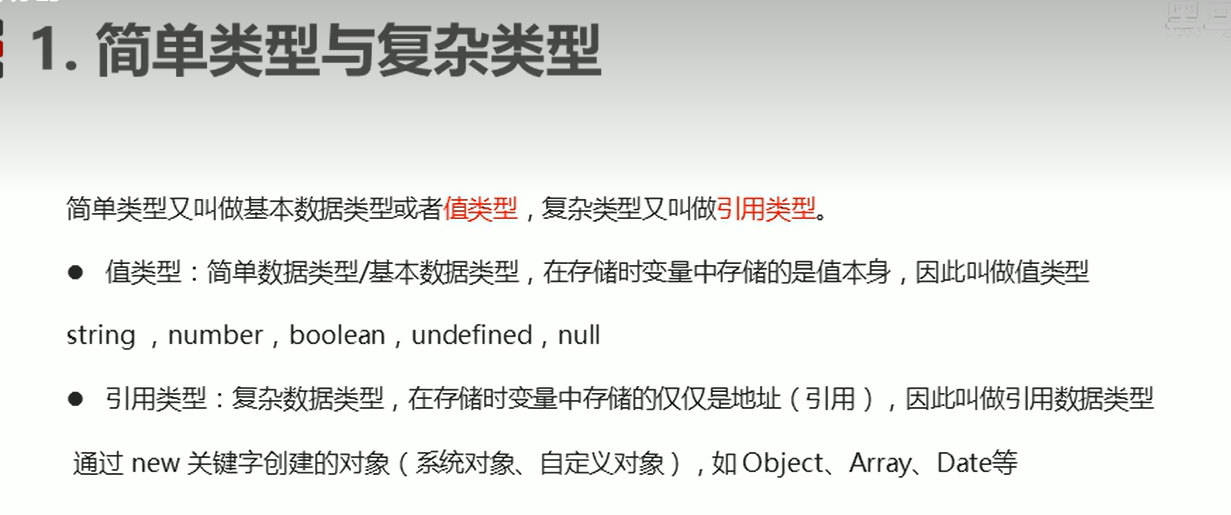 1. 简单类型与复杂类型
简单类型又叫做基本数据类型或者值类型，复杂类型又叫做引用类型。
● 值类型：简单数据类型/基本数据类型，在存储时变量中存储的是值本身，因此叫做值类型
string ，number，boolean，undefined，null
● 引用类型：复杂数据类型，在存储时变量中存储的仅仅是地址（引用），因此叫做引用数据类型
通过 new 关键字创建的对象（系统对象、自定义对象），如 Object、Array、Date等